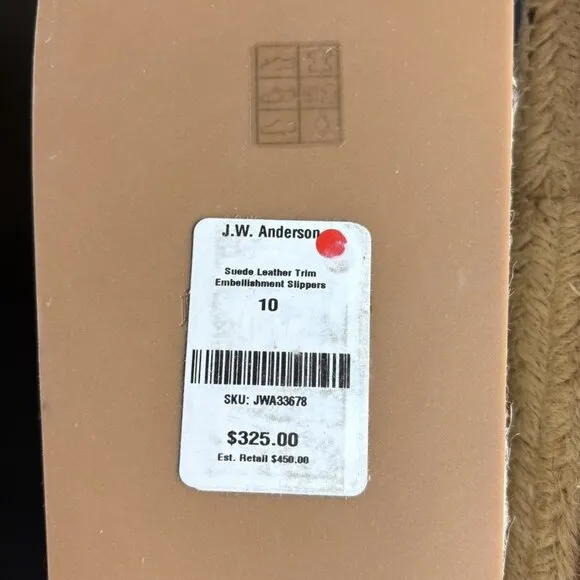 J.W. Anderson
Suede Leather Trim
Embellishment Slippers
10
SKU: JWA33678
$325.00
Est. Retail $450.00